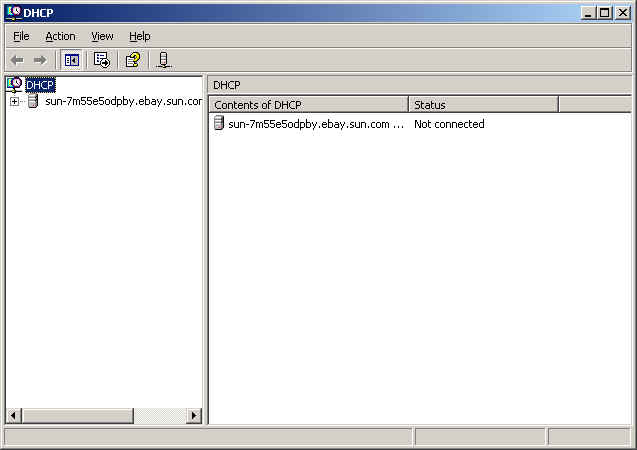 DHCP
File Action View Help
DHCP
sun-7m55e5odpby.ebay.sun.cor
DHCP
Contents of DHCP Status
sun-7m55e5odpby.ebay.sun.com ... Not connected